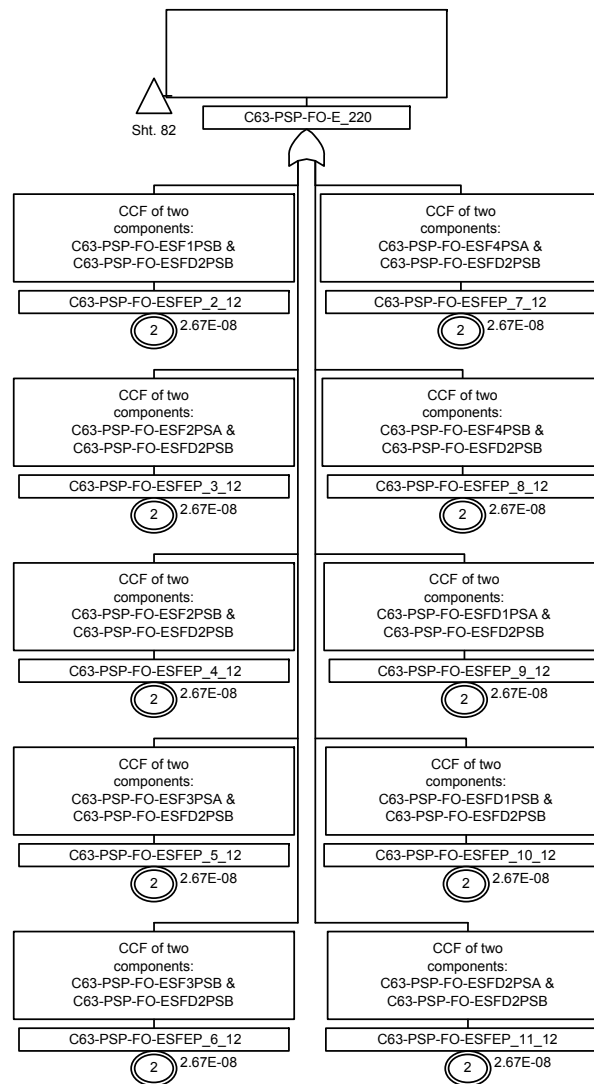 Sht. 82
C63-PSP-FO-E_220
CCF of two
components:
C63-PSP-FO-ESF1PSB &
C63-PSP-FO-ESFD2PSB
C63-PSP-FO-ESFEP_2_12
2
2.67E-08
CCF of two
components:
C63-PSP-FO-ESF2PSA &
C63-PSP-FO-ESFD2PSB
C63-PSP-FO-ESFEP_3_12
2
2.67E-08
CCF of two
components:
C63-PSP-FO-ESF2PSB &
C63-PSP-FO-ESFD2PSB
C63-PSP-FO-ESFEP_4_12
2
2.67E-08
CCF of two
components:
C63-PSP-FO-ESF3PSA &
C63-PSP-FO-ESFD2PSB
C63-PSP-FO-ESFEP_5_12
2
2.67E-08
CCF of two
components:
C63-PSP-FO-ESF3PSB &
C63-PSP-FO-ESFD2PSB
C63-PSP-FO-ESFEP_6_12
2
2.67E-08
CCF of two
components:
C63-PSP-FO-ESF4PSA &
C63-PSP-FO-ESFD2PSB
C63-PSP-FO-ESFEP_7_12
2
2.67E-08
CCF of two
components:
C63-PSP-FO-ESF4PSB &
C63-PSP-FO-ESFD2PSB
C63-PSP-FO-ESFEP_8_12
2
2.67E-08
CCF of two
components:
C63-PSP-FO-ESFD1PSA &
C63-PSP-FO-ESFD2PSB
C63-PSP-FO-ESFEP_9_12
2
2.67E-08
CCF of two
components:
C63-PSP-FO-ESFD1PSB &
C63-PSP-FO-ESFD2PSB
C63-PSP-FO-ESFEP_10_12
2
2.67E-08
CCF of two
components:
C63-PSP-FO-ESFD2PSA &
C63-PSP-FO-ESFD2PSB
C63-PSP-FO-ESFEP_11_12
2
2.67E-08